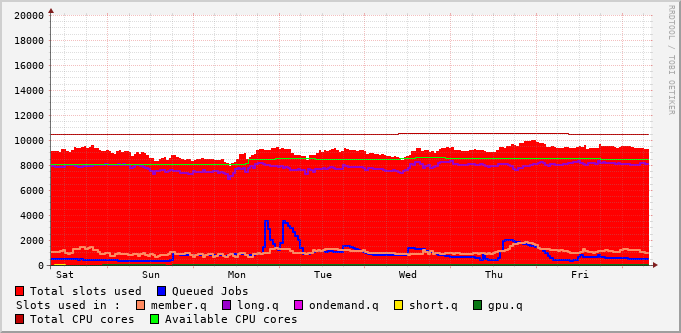 20000
18000
16000
14000
12000
10000
8000
6000
4000
2000
0
Sat Sun Mon Tue Wed Thu Fri
Total slots used Queued Jobs
Slots used in : member.q long.q ondemand.q short.q gpu.q
Total CPU cores Available CPU cores
RRDTOOL / TOBI OETIKER